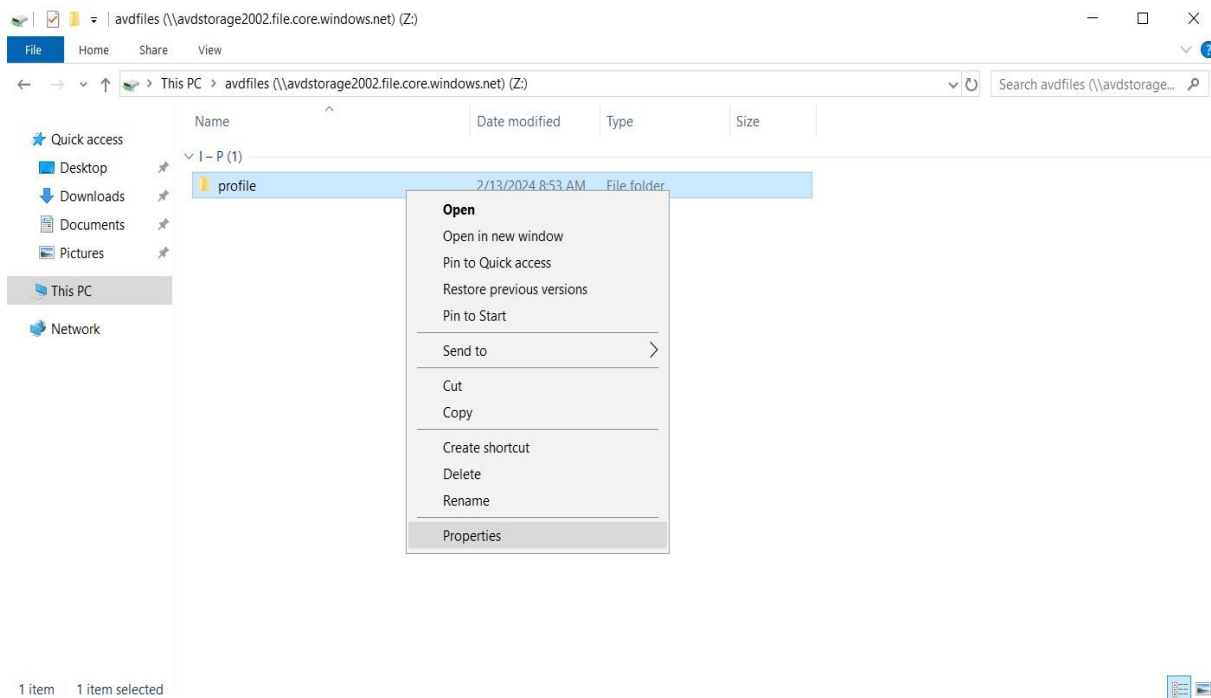 avdfiles (\\avdstorage2002.file.core.windows.net) (Z:)
File Home Share View
This PC > avdfiles (\\avdstorage2002.file.core.windows.net) (Z:)
Search avdfiles (\\avdstorage...
Name Date modified Type Size
Quick access
I – P (1)
Desktop
profile 2/13/2024 8:53 AM File folder
Downloads
Documents
Pictures
This PC
Network
Open
Open in new window
Pin to Quick access
Restore previous versions
Pin to Start
Send to
Cut
Copy
Create shortcut
Delete
Rename
Properties
1 item 1 item selected